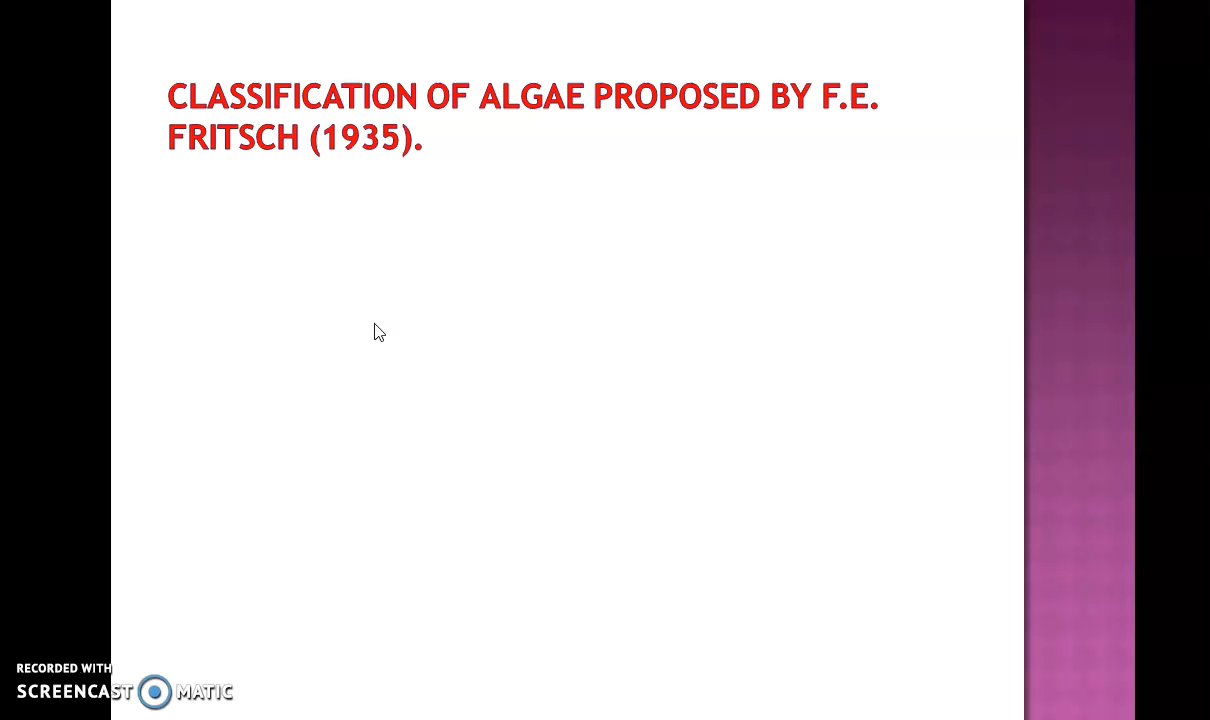 CLASSIFICATION OF ALGAE PROPOSED BY F.E.
FRITSCH (1935).
RECORDED WITH
SCREENCAST MATIC